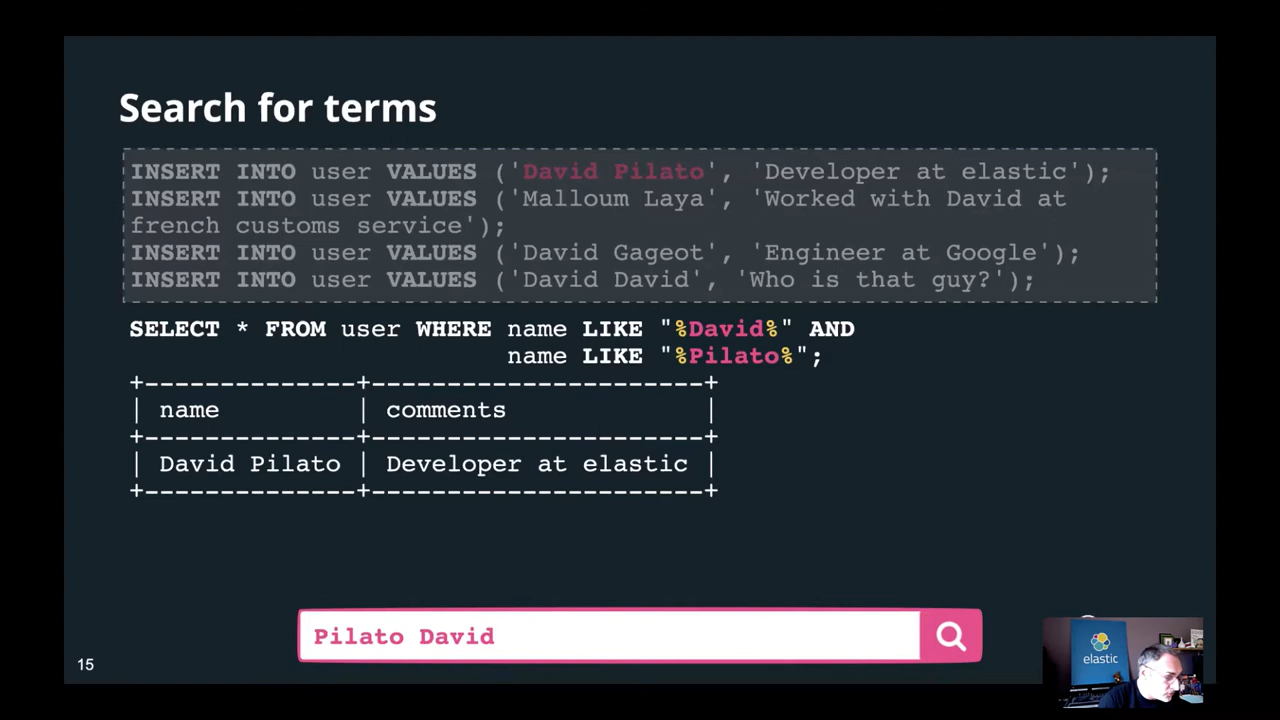 Search for terms
INSERT INTO user VALUES ('David Pilato', 'Developer at elastic');
INSERT INTO user VALUES ('Malloum Laya', 'Worked with David at
french customs service');
INSERT INTO user VALUES ('David Gageot', 'Engineer at Google');
INSERT INTO user VALUES ('David David', 'Who is that guy?');
SELECT * FROM user WHERE name LIKE "%David%" AND
name LIKE "%Pilato%";
+--------------+----------------------+
| name | comments |
+--------------+----------------------+
| David Pilato | Developer at elastic |
+--------------+----------------------+
Pilato David
15
elastic